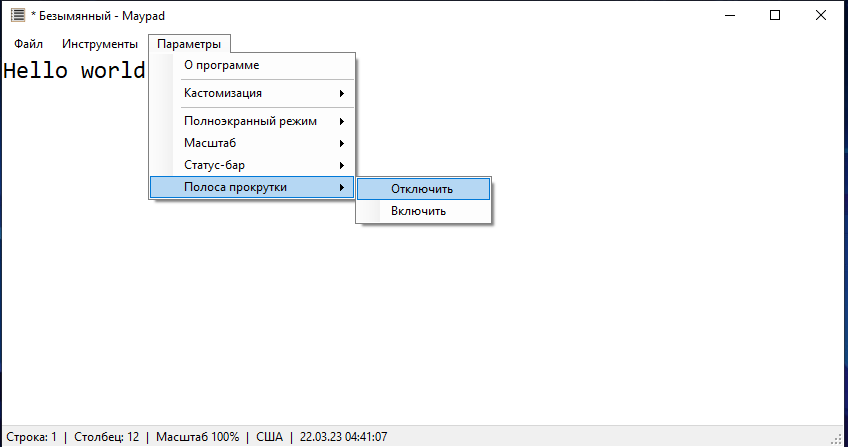 * Безымянный - Maypad
Файл Инструменты Параметры
Hello world
О программе
Кастомизация
Полноэкранный режим
Масштаб
Статус-бар
Полоса прокрутки
Отключить
Включить
Строка: 1 | Столбец: 12 | Масштаб 100% | США | 22.03.23 04:41:07